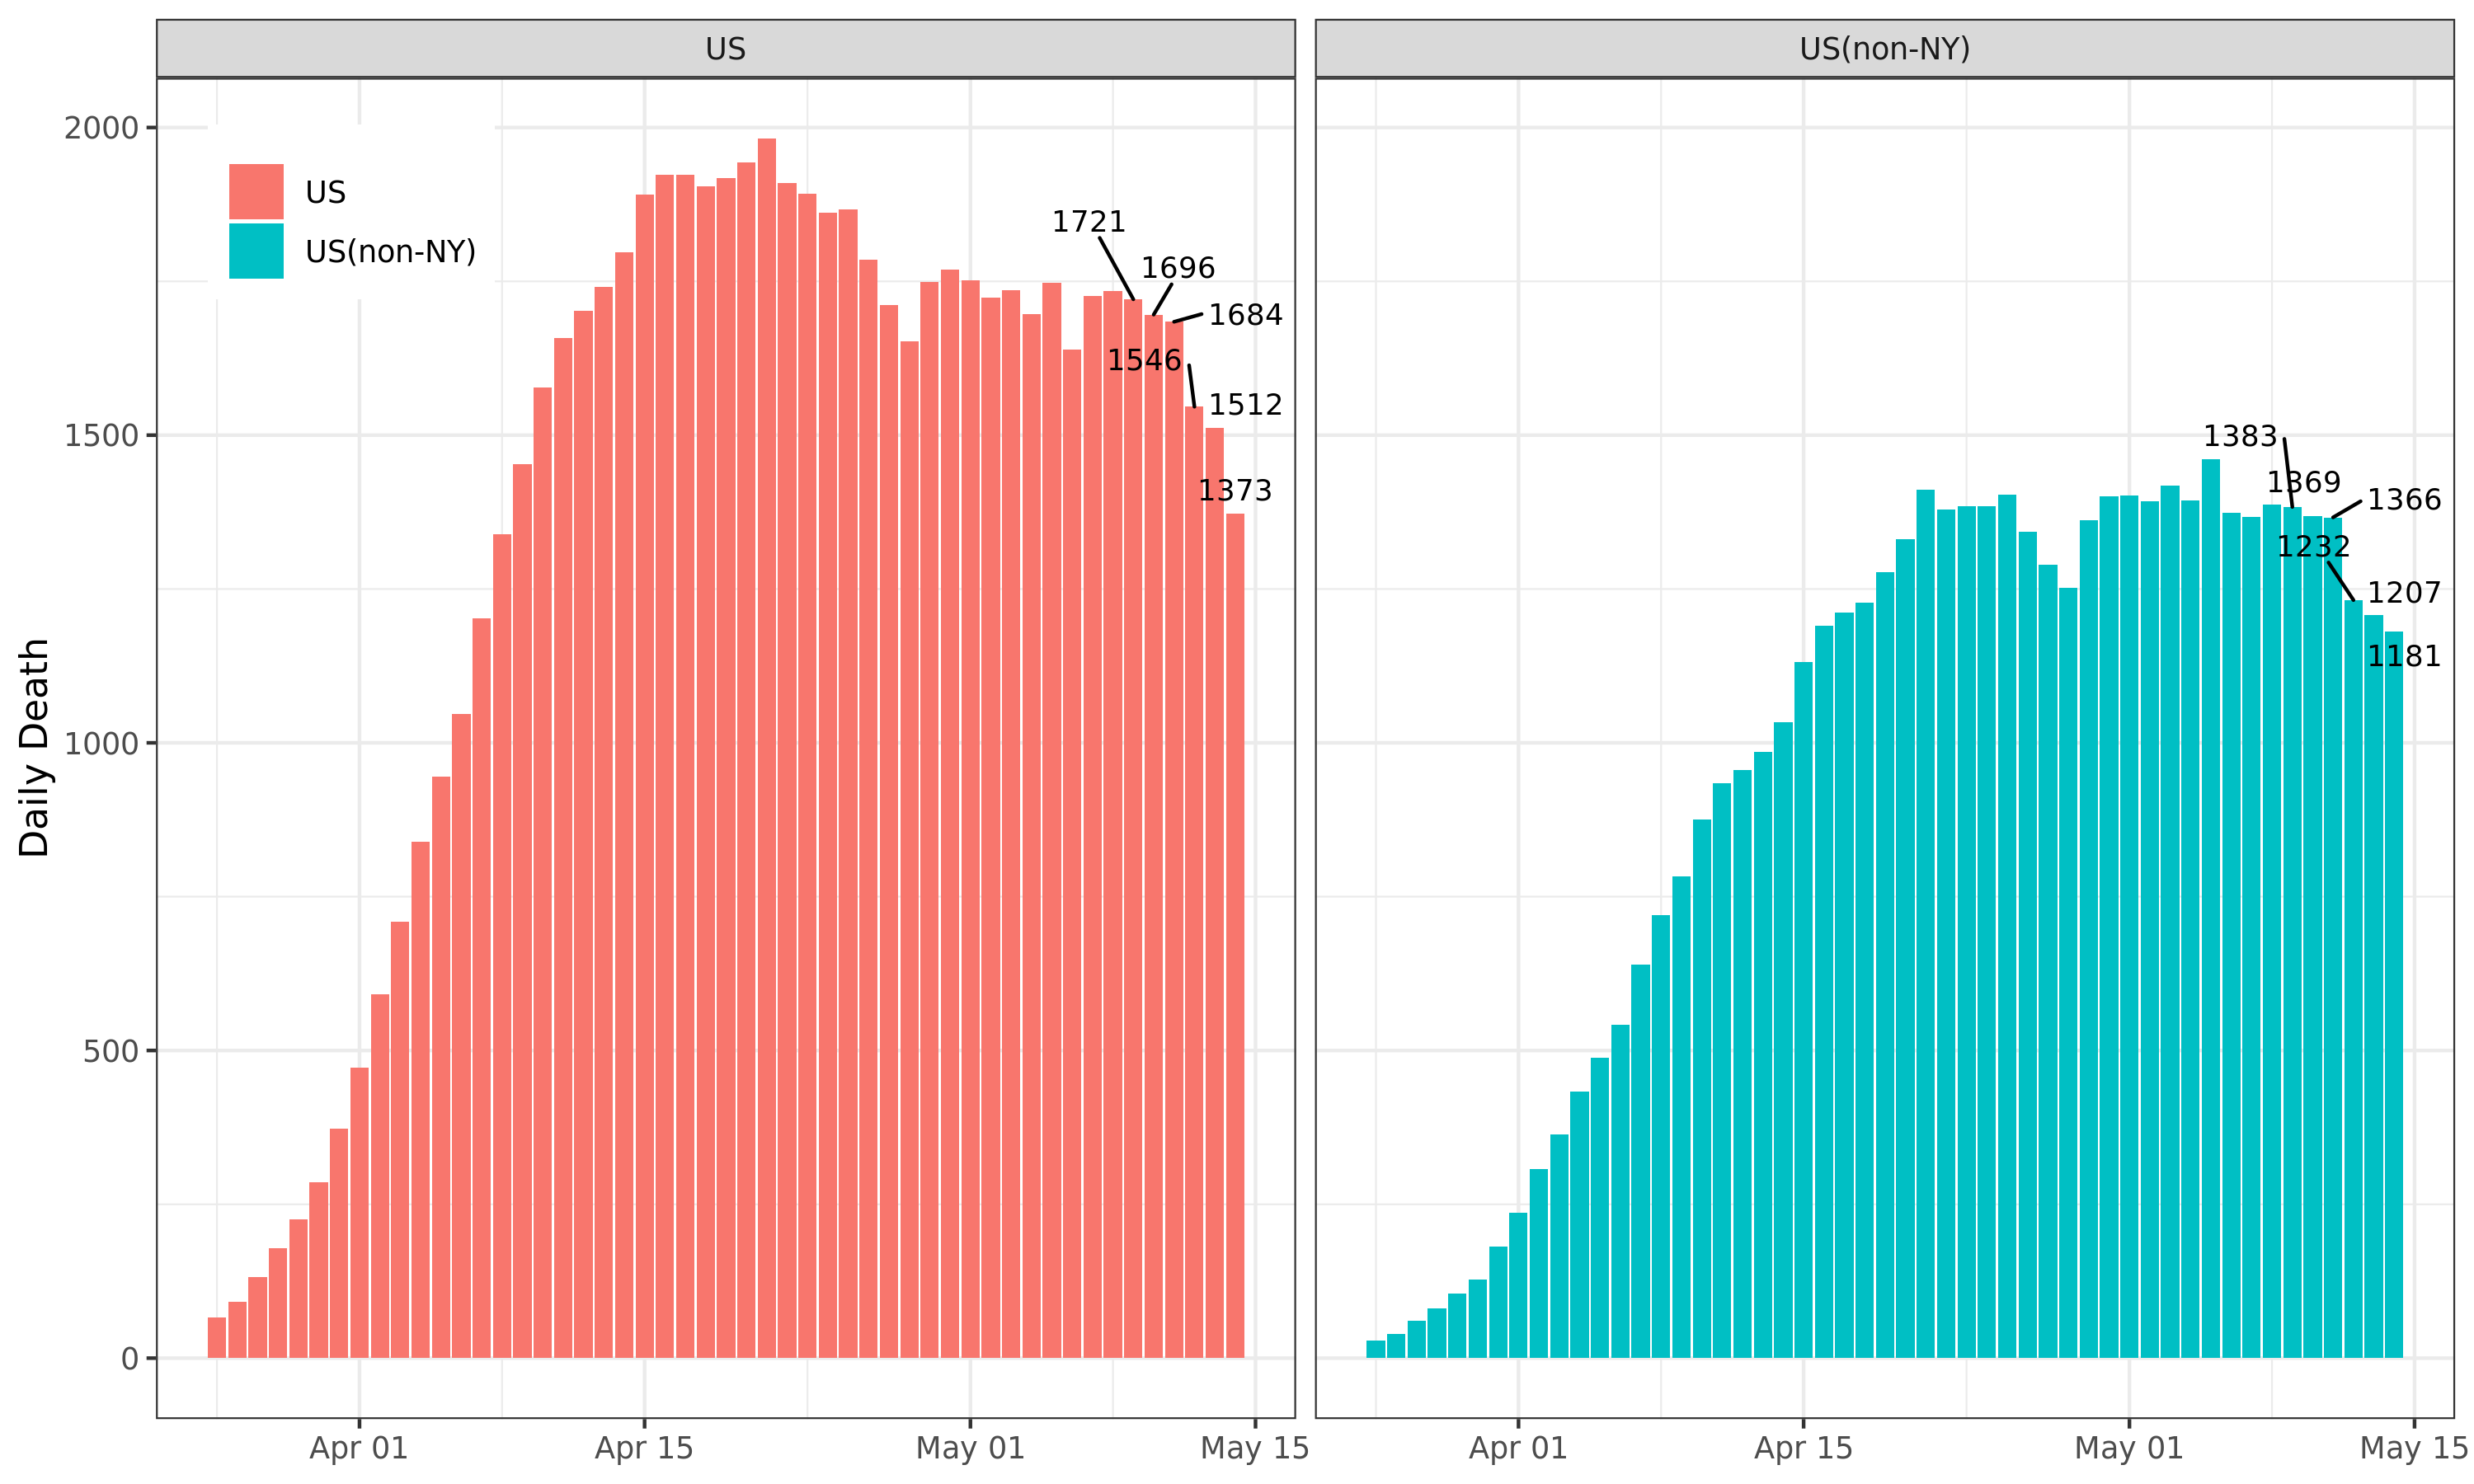 US
US(non-NY)
Daily Death
2000
1500
1000
500
0
US
US(non-NY)
1721
1696
1684
1546
1512
1373
1383
1369
1366
1232
1207
1181
Apr 01
Apr 15
May 01
May 15
Apr 01
Apr 15
May 01
May 15